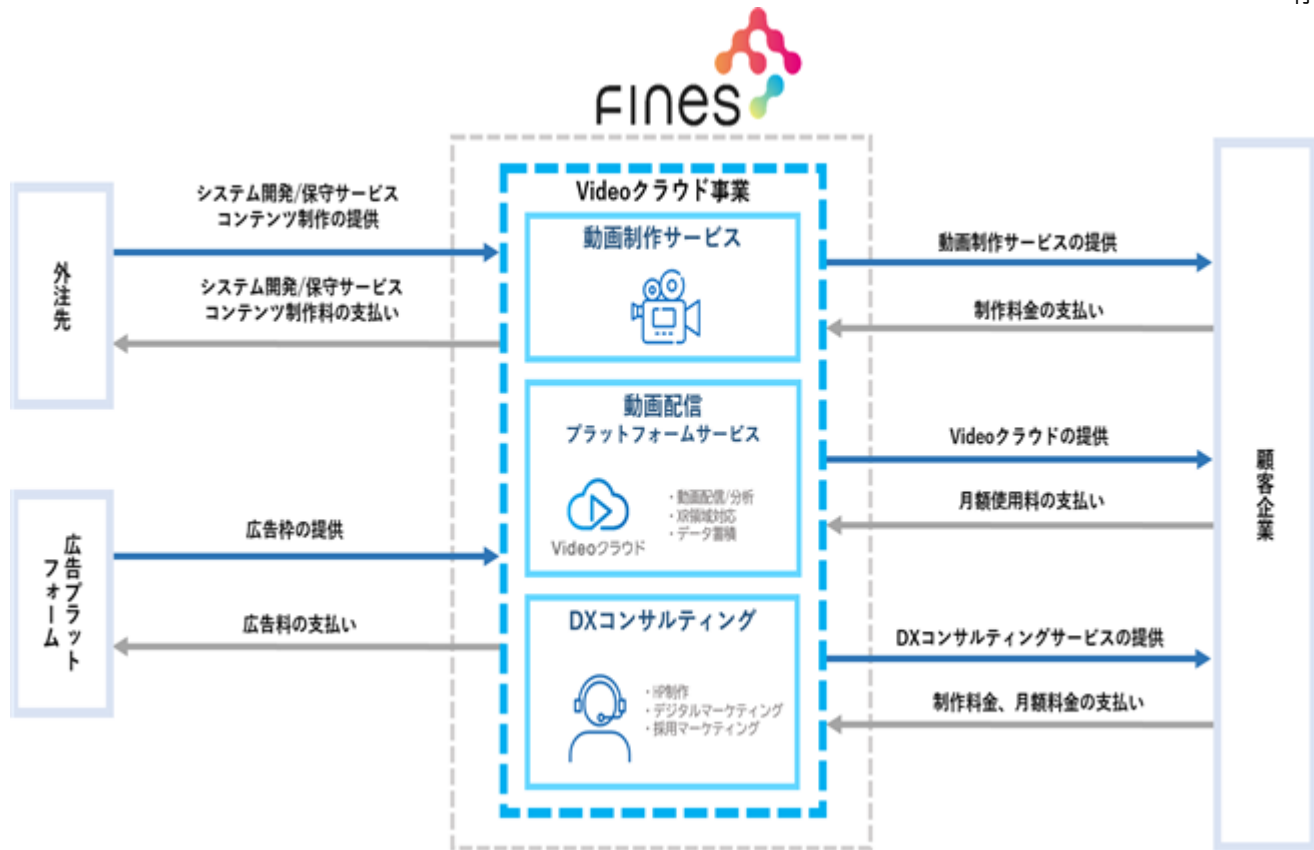 FINES
Videoクラウド事業
システム開発/保守サービス
コンテンツ制作の提供
システム開発/保守サービス
コンテンツ制作料の支払い
外注先
広告枠の提供
広告料の支払い
広告プラット
フォーム
動画制作サービス
動画配信
プラットフォームサービス
Videoクラウド
・動画配信/分析
・XR領域対応
・データ蓄積
DXコンサルティング
・HP制作
・デジタルマーケティング
・採用マーケティング
動画制作サービスの提供
制作料金の支払い
Videoクラウドの提供
月額使用料の支払い
DXコンサルティングサービスの提供
制作料金、月額料金の支払い
顧客企業